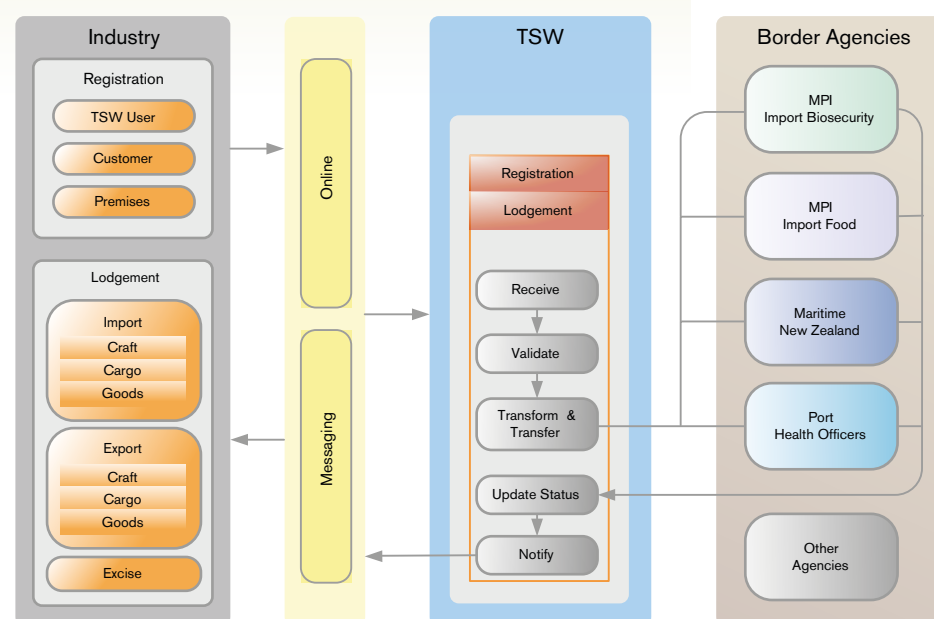 Industry
Registration
TSW User
Customer
Premises
Lodgement
Import
Craft
Cargo
Goods
Export
Craft
Cargo
Goods
Excise
Online
Messaging
TSW
Registration
Lodgement
Receive
Validate
Transform &
Transfer
Update Status
Notify
Border Agencies
MPI
Import Biosecurity
MPI
Import Food
Maritime
New Zealand
Port
Health Officers
Other
Agencies